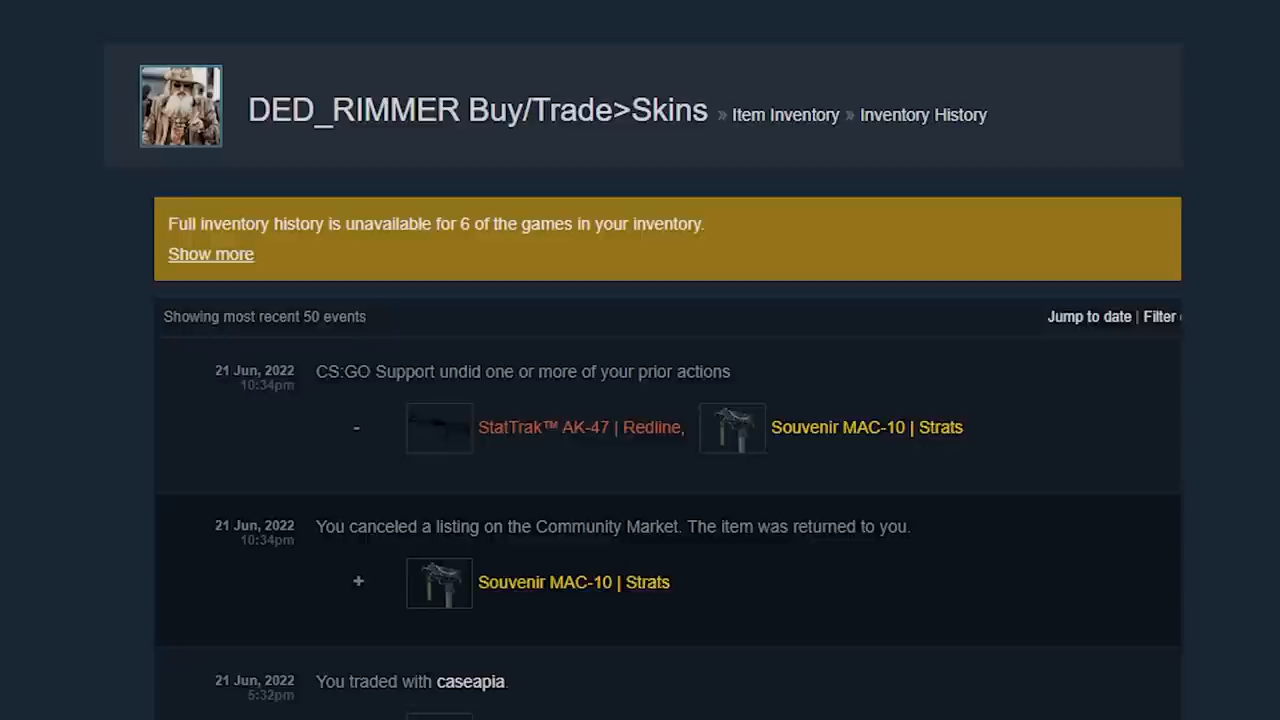 DED_RIMMER Buy/Trade>Skins » Item Inventory » Inventory History
Full inventory history is unavailable for 6 of the games in your inventory.
Show more
Showing most recent 50 events
Jump to date | Filter
21 Jun, 2022
10:34pm
CS:GO Support undid one or more of your prior actions
- StatTrak™ AK-47 | Redline, Souvenir MAC-10 | Strats
21 Jun, 2022
10:34pm
You canceled a listing on the Community Market. The item was returned to you.
+ Souvenir MAC-10 | Strats
21 Jun, 2022
5:32pm
You traded with caseapia.